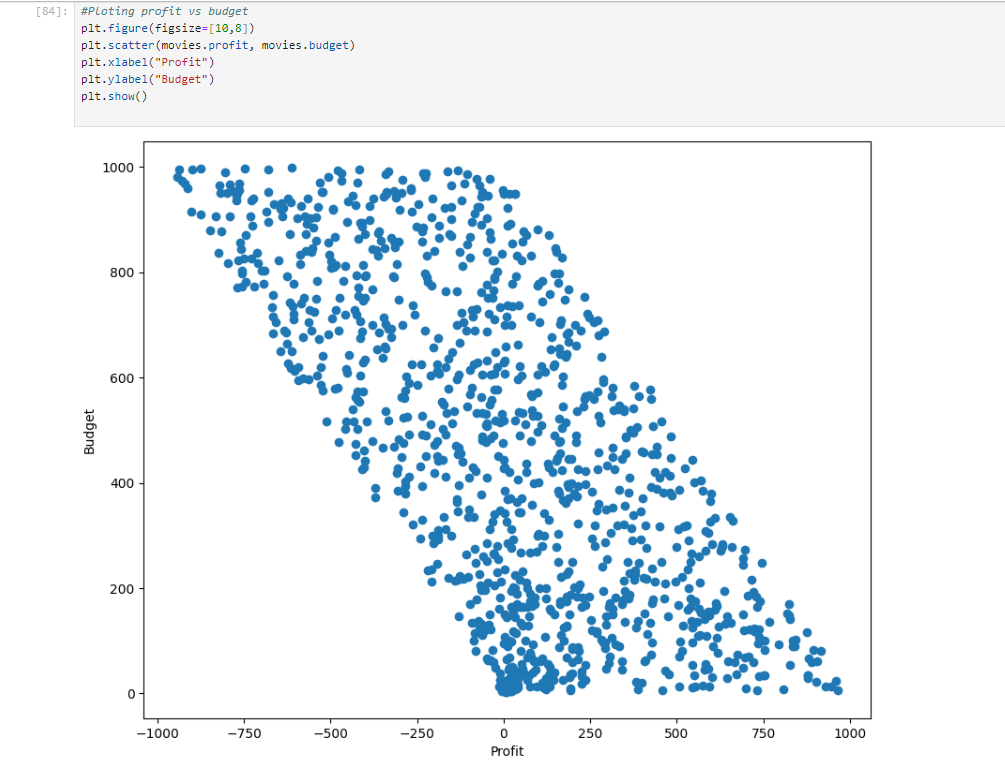 [84]: #Ploting profit vs budget
plt.figure(figsize=[10,8])
plt.scatter(movies.profit, movies.budget)
plt.xlabel("Profit")
plt.ylabel("Budget")
plt.show()
1000
800
600
400
200
0
Budget
−1000 −750 −500 −250 0 250 500 750 1000
Profit